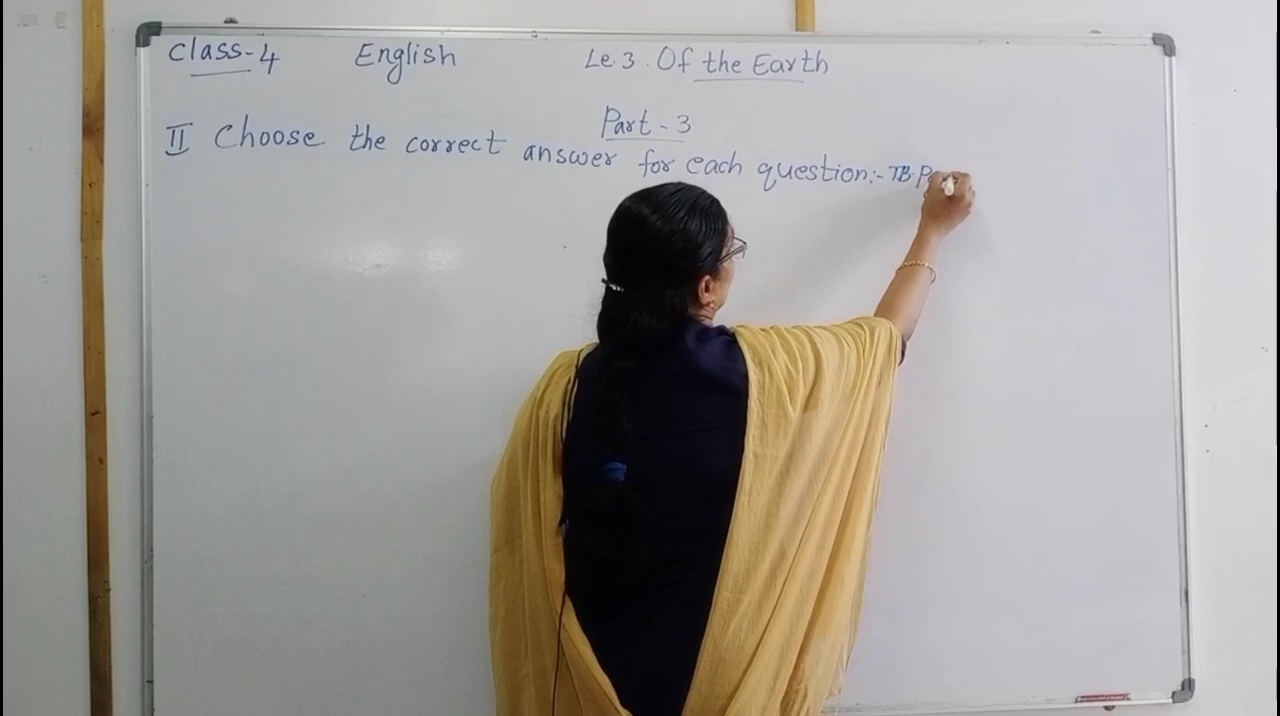 Class-4 English Le.3. Of the Earth
Part-3
II Choose the correct answer for each question:- TB.